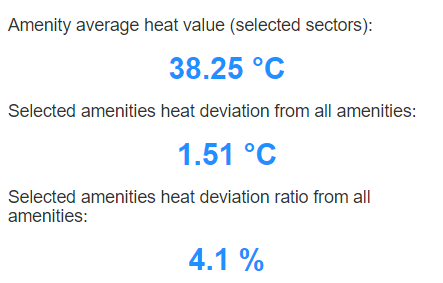 Amenity average heat value (selected sectors):
38.25 °C
Selected amenities heat deviation from all amenities:
1.51 °C
Selected amenities heat deviation ratio from all
amenities:
4.1 %